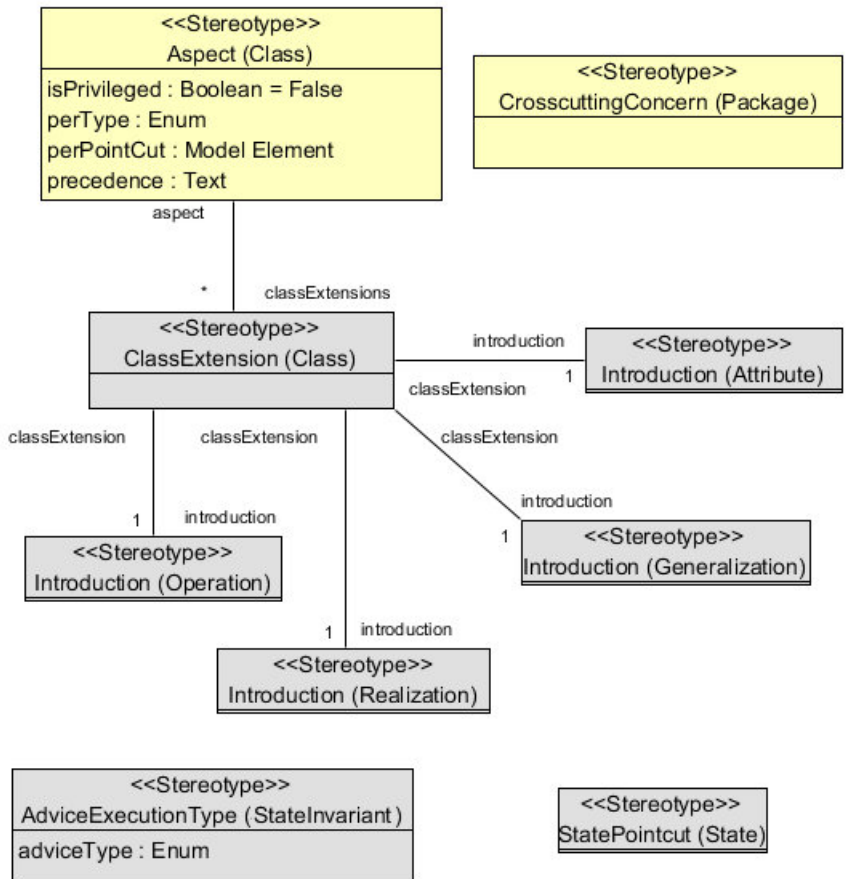 <<Stereotype>>
Aspect (Class)
isPrivileged : Boolean = False
perType : Enum
perPointCut : Model Element
precedence : Text
<<Stereotype>>
CrosscuttingConcern (Package)
aspect
*
classExtensions
<<Stereotype>>
ClassExtension (Class)
introduction
1
classExtension
<<Stereotype>>
Introduction (Attribute)
classExtension
classExtension
classExtension
1
introduction
<<Stereotype>>
Introduction (Operation)
introduction
1
<<Stereotype>>
Introduction (Generalization)
1
introduction
<<Stereotype>>
Introduction (Realization)
<<Stereotype>>
AdviceExecutionType (StateInvariant)
adviceType : Enum
<<Stereotype>>
StatePointcut (State)